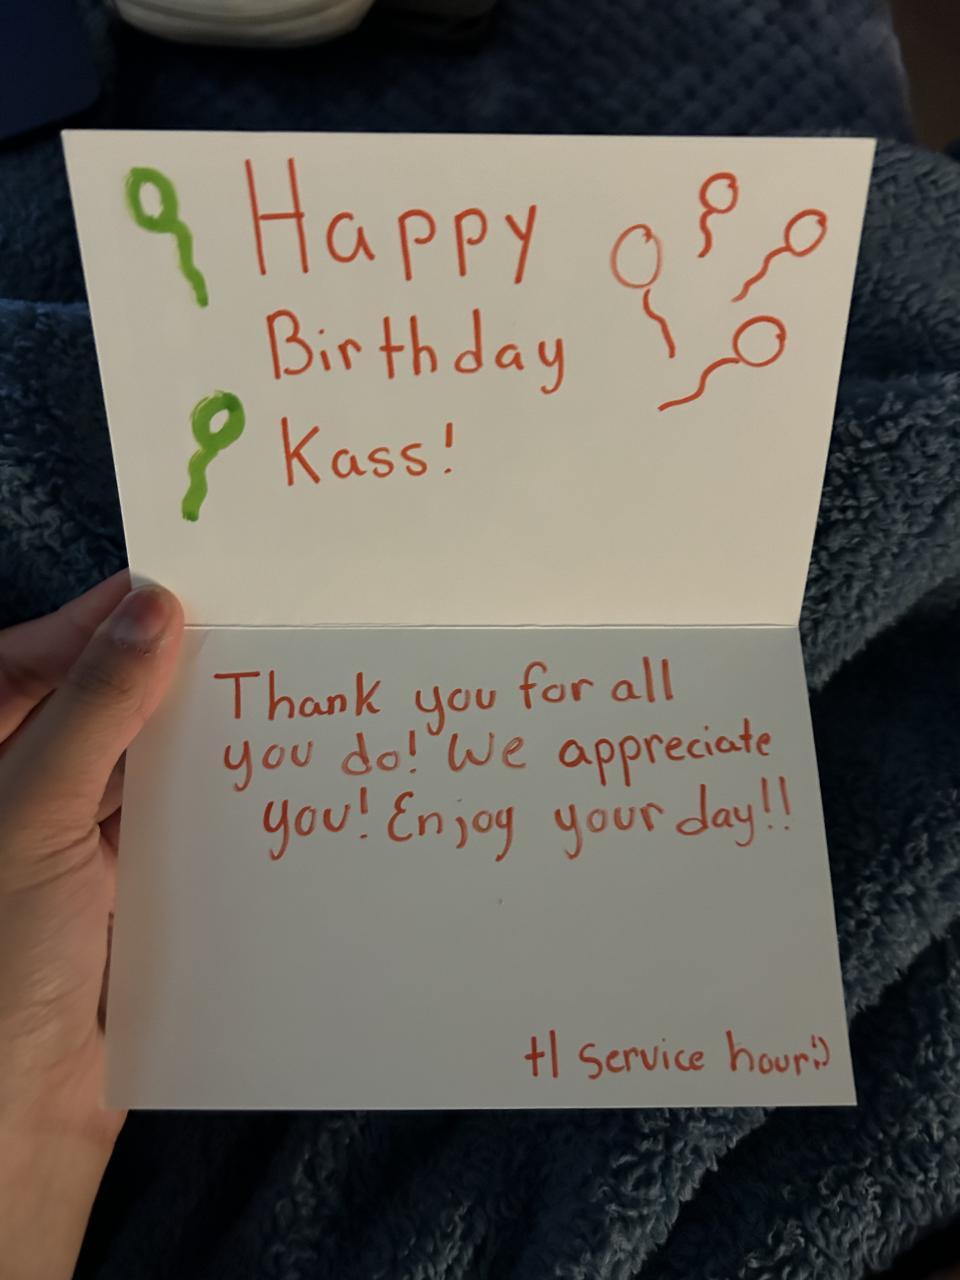 Happy
Birthday
Kass!
Thank you for all
you do! We appreciate
you! Enjoy your day!!
+1 service hour!:)